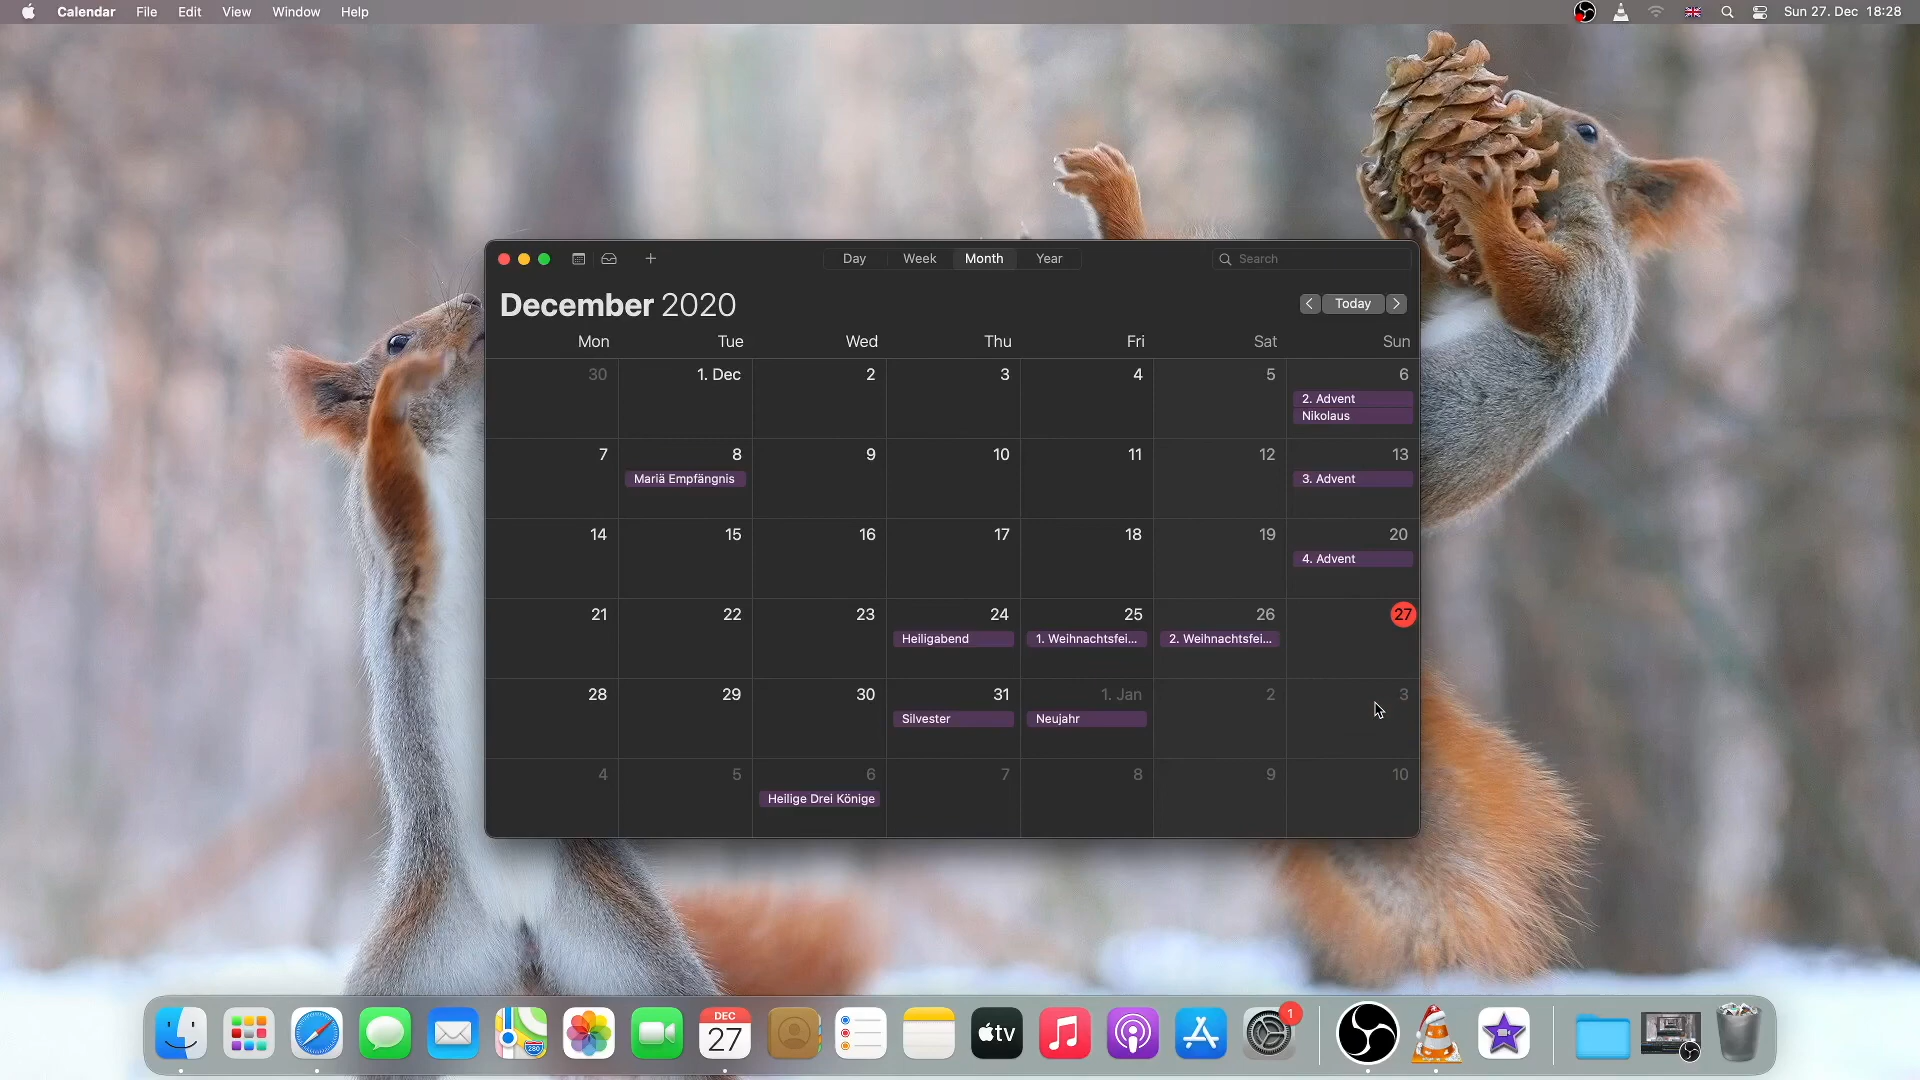 Calendar File Edit View Window Help Sun 27. Dec 18:28
Day Week Month Year Search
December 2020 Today
Mon Tue Wed Thu Fri Sat Sun
30 1. Dec 2 3 4 5 6
2. Advent
Nikolaus
7 8 9 10 11 12 13
Mariä Empfängnis 3. Advent
14 15 16 17 18 19 20
4. Advent
21 22 23 24 25 26 27
Heiligabend 1. Weihnachtsfei... 2. Weihnachtsfei...
28 29 30 31 1. Jan 2 3
Silvester Neujahr
4 5 6 7 8 9 10
Heilige Drei Könige
DEC
27
280
tv
1